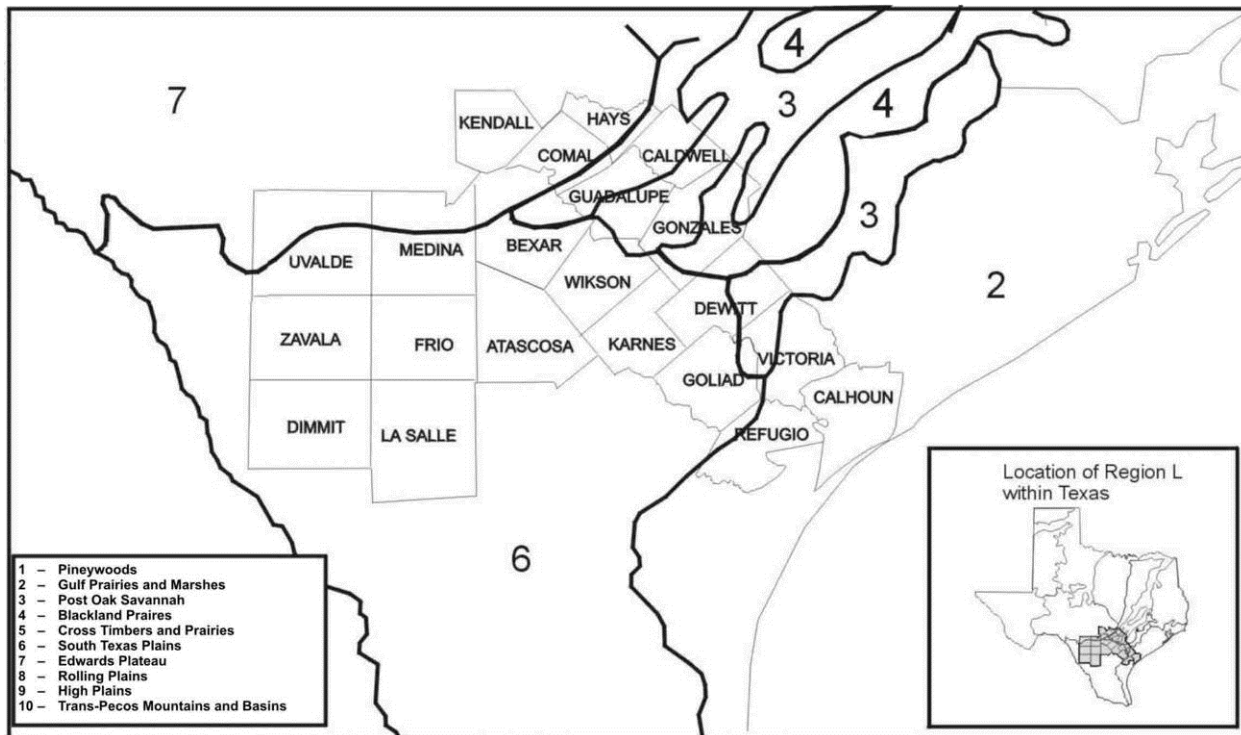 4
7
3
4
KENDALL
HAYS
COMAL
CALDWELL
GUADALUPE
3
GONZALES
BEXAR
MEDINA
UVALDE
WIKSON
2
DEWITT
ZAVALA
FRIO
ATASCOSA
KARNES
VICTORIA
GOLIAD
CALHOUN
DIMMIT
LA SALLE
REFUGIO
6
Location of Region L
within Texas
1 – Pineywoods
2 – Gulf Prairies and Marshes
3 – Post Oak Savannah
4 – Blackland Praires
5 – Cross Timbers and Prairies
6 – South Texas Plains
7 – Edwards Plateau
8 – Rolling Plains
9 – High Plains
10 – Trans-Pecos Mountains and Basins